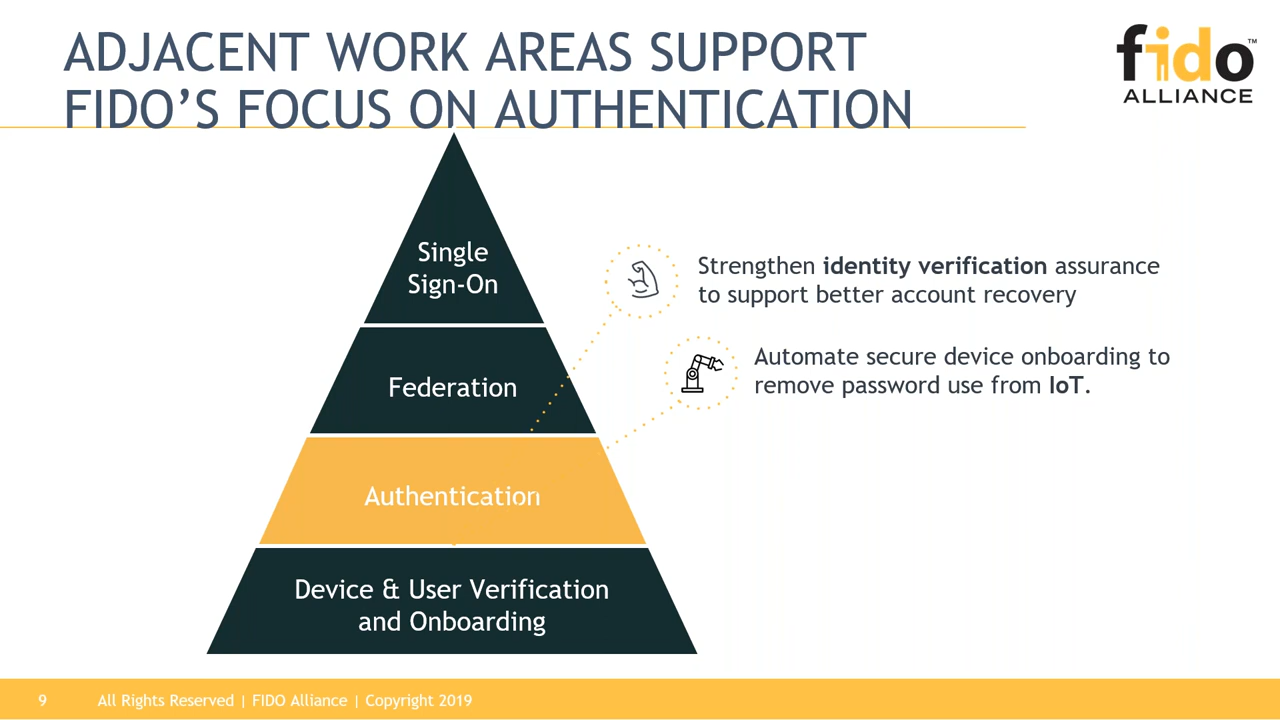 ADJACENT WORK AREAS SUPPORT
FIDO’S FOCUS ON AUTHENTICATION
fido™
ALLIANCE
Single
Sign-On
Federation
Authentication
Device & User Verification
and Onboarding
Strengthen identity verification assurance
to support better account recovery
Automate secure device onboarding to
remove password use from IoT.
9 All Rights Reserved | FIDO Alliance | Copyright 2019